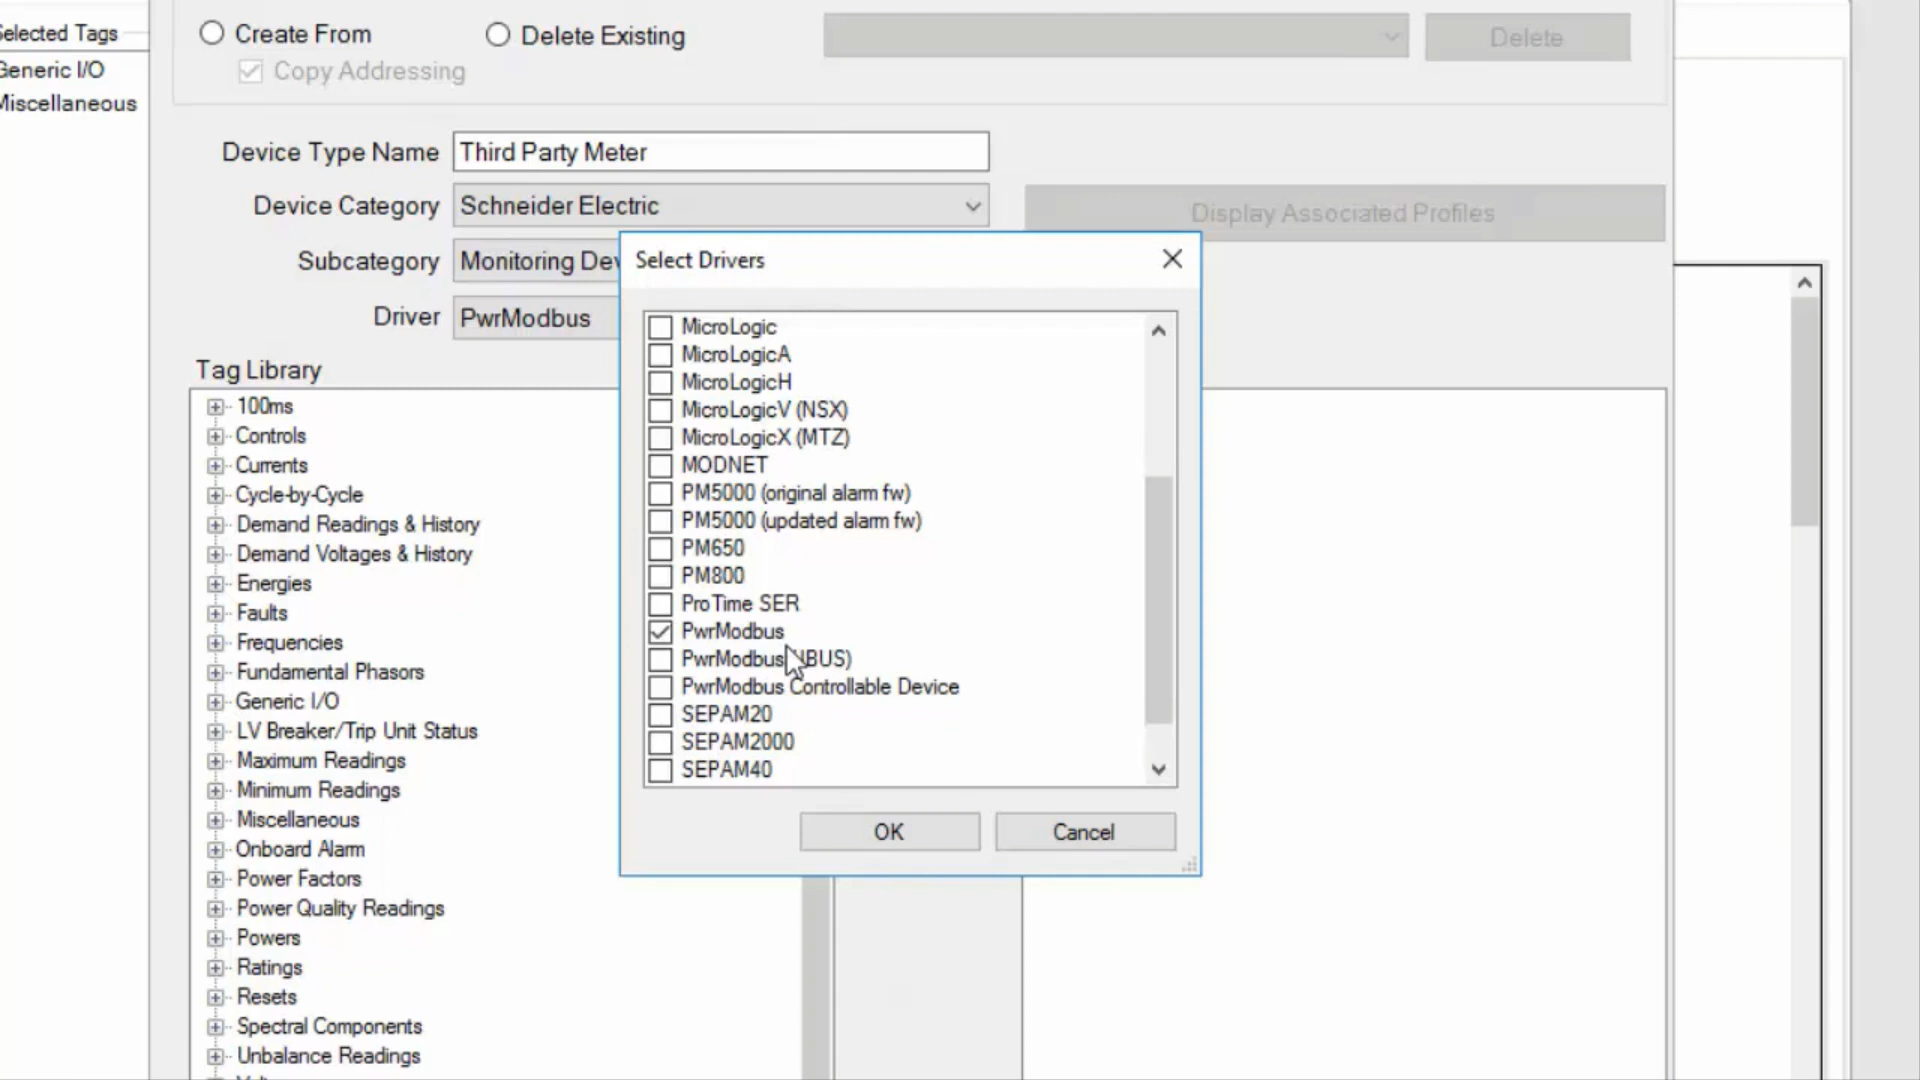 Selected Tags
Generic I/O
Miscellaneous
Create From
Delete Existing
Delete
Copy Addressing
Device Type Name
Third Party Meter
Device Category
Schneider Electric
Display Associated Profiles
Subcategory
Monitoring Dev
Driver
PwrModbus
Tag Library
100ms
Controls
Currents
Cycle-by-Cycle
Demand Readings & History
Demand Voltages & History
Energies
Faults
Frequencies
Fundamental Phasors
Generic I/O
LV Breaker/Trip Unit Status
Maximum Readings
Minimum Readings
Miscellaneous
Onboard Alarm
Power Factors
Power Quality Readings
Powers
Ratings
Resets
Spectral Components
Unbalance Readings
Select Drivers
MicroLogic
MicroLogicA
MicroLogicH
MicroLogicV (NSX)
MicroLogicX (MTZ)
MODNET
PM5000 (original alarm fw)
PM5000 (updated alarm fw)
PM650
PM800
ProTime SER
PwrModbus
PwrModbus
PwrModbus Controllable Device
SEPAM20
SEPAM2000
SEPAM40
OK
Cancel